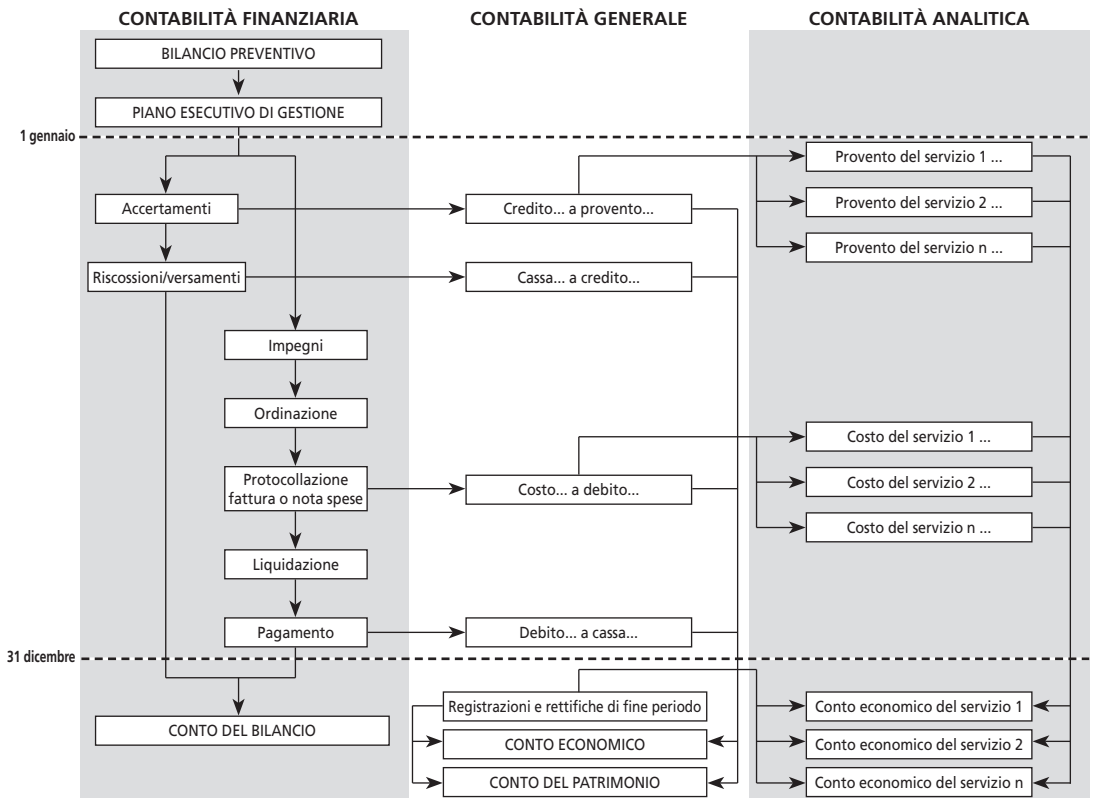 CONTABILITÀ FINANZIARIA
CONTABILITÀ GENERALE
CONTABILITÀ ANALITICA
BILANCIO PREVENTIVO
PIANO ESECUTIVO DI GESTIONE
1 gennaio
Provento del servizio 1 ...
Accertamenti
Credito... a provento...
Provento del servizio 2 ...
Provento del servizio n ...
Riscossioni/versamenti
Cassa... a credito...
Impegni
Ordinazione
Costo del servizio 1 ...
Protocollazione
fattura o nota spese
Costo... a debito...
Costo del servizio 2 ...
Costo del servizio n ...
Liquidazione
Pagamento
Debito... a cassa...
31 dicembre
Registrazioni e rettifiche di fine periodo
Conto economico del servizio 1
CONTO DEL BILANCIO
CONTO ECONOMICO
Conto economico del servizio 2
CONTO DEL PATRIMONIO
Conto economico del servizio n